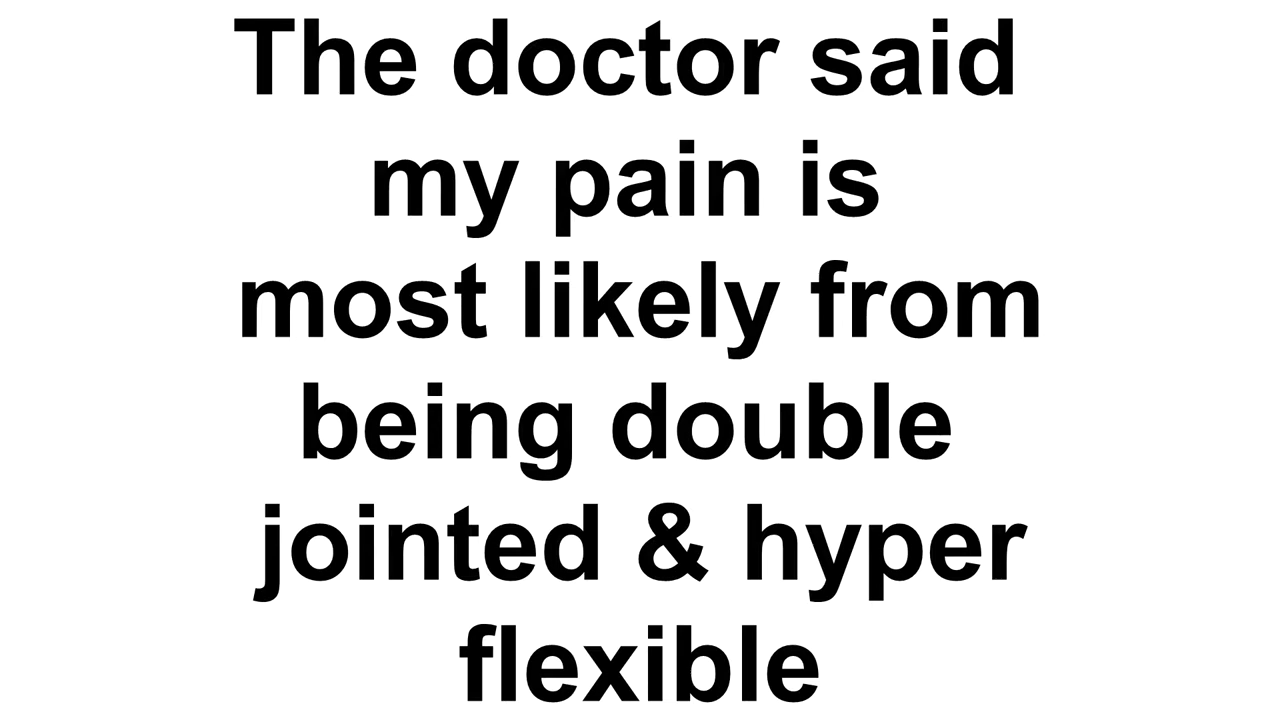 The doctor said
my pain is
most likely from
being double
jointed & hyper
flexible